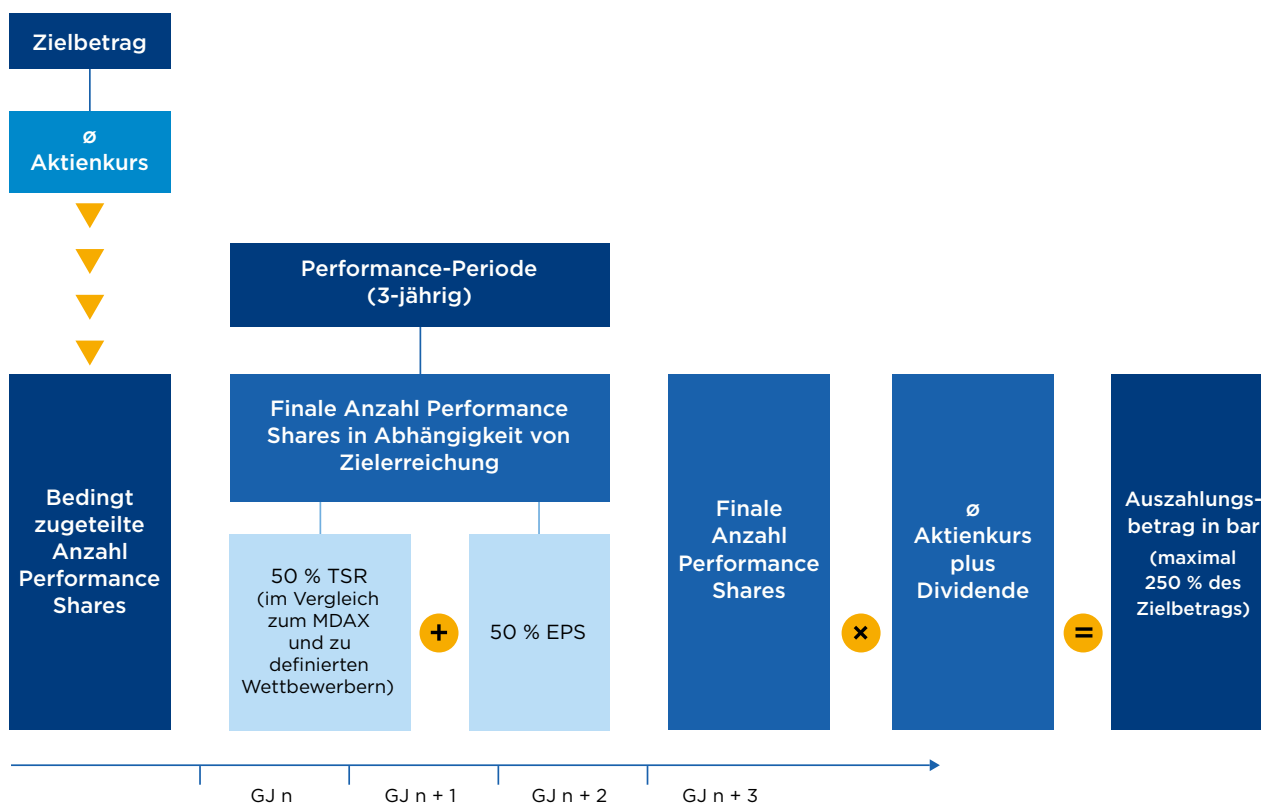 Zielbetrag
ø
Aktienkurs
Performance-Periode
(3-jährig)
Bedingt
zugeteilte
Anzahl
Performance
Shares
Finale Anzahl Performance
Shares in Abhängigkeit von
Zielerreichung
50 % TSR
(im Vergleich
zum MDAX
und zu
definierten
Wettbewerbern)
+
50 % EPS
Finale
Anzahl
Performance
Shares
×
ø
Aktienkurs
plus
Dividende
=
Auszahlungs-
betrag in bar
(maximal
250 % des
Zielbetrags)
GJ n
GJ n + 1
GJ n + 2
GJ n + 3